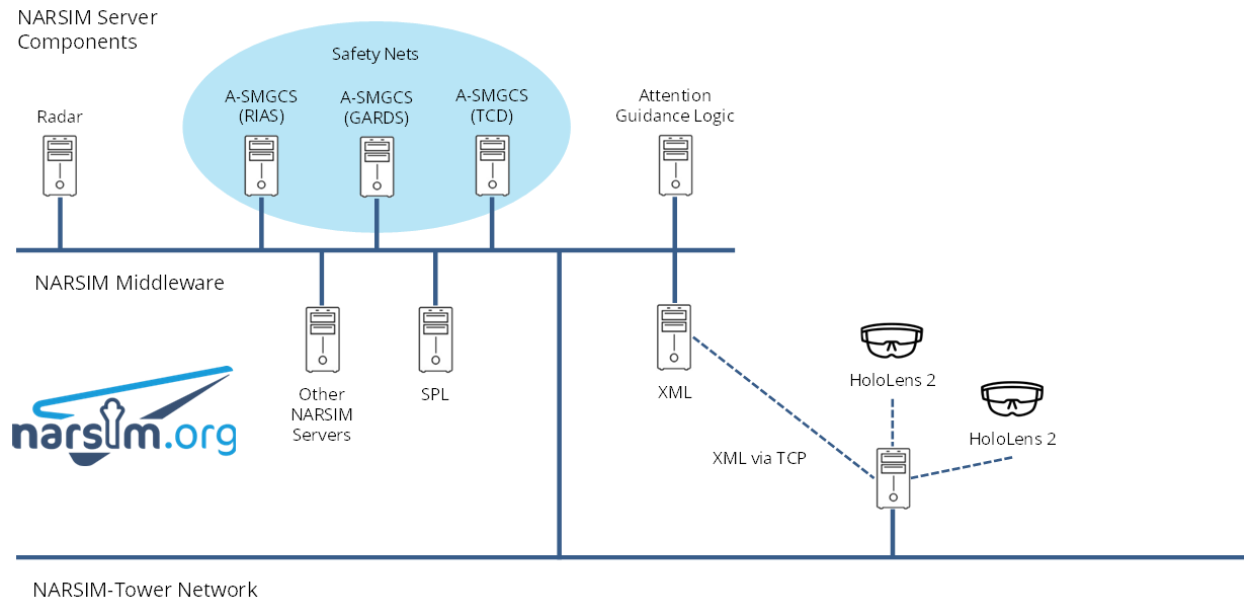 NARSIM Server
Components
Safety Nets
Radar
A-SMGCS
(RIAS)
A-SMGCS
(GARDS)
A-SMGCS
(TCD)
Attention
Guidance Logic
NARSIM Middleware
Other
NARSIM
Servers
SPL
XML
HoloLens 2
HoloLens 2
narsim.org
XML via TCP
NARSIM-Tower Network